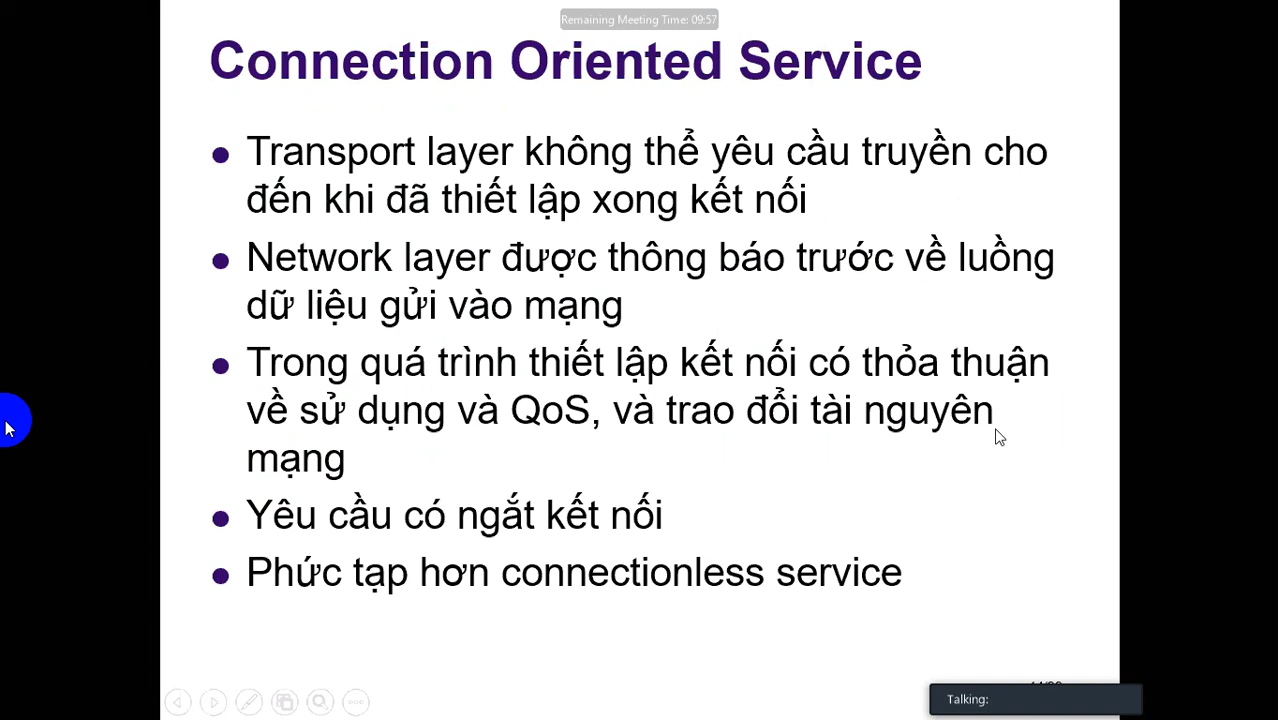 Remaining Meeting Time: 09:57
Connection Oriented Service
Transport layer không thể yêu cầu truyền cho
đến khi đã thiết lập xong kết nối
Network layer được thông báo trước về luồng
dữ liệu gửi vào mạng
Trong quá trình thiết lập kết nối có thỏa thuận
về sử dụng và QoS, và trao đổi tài nguyên
mạng
Yêu cầu có ngắt kết nối
Phức tạp hơn connectionless service
Talking: